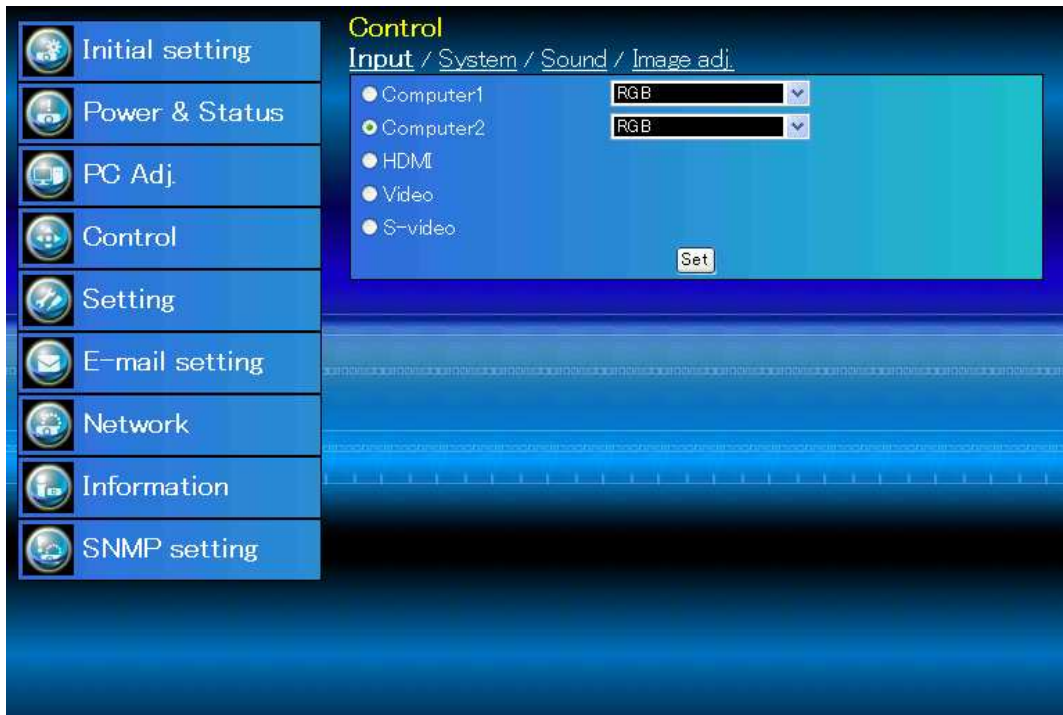 Initial setting
Power & Status
PC Adj.
Control
Setting
E-mail setting
Network
Information
SNMP setting
Control
Input / System / Sound / Image adj.
Computer1 RGB
Computer2 RGB
HDMI
Video
S-video
Set